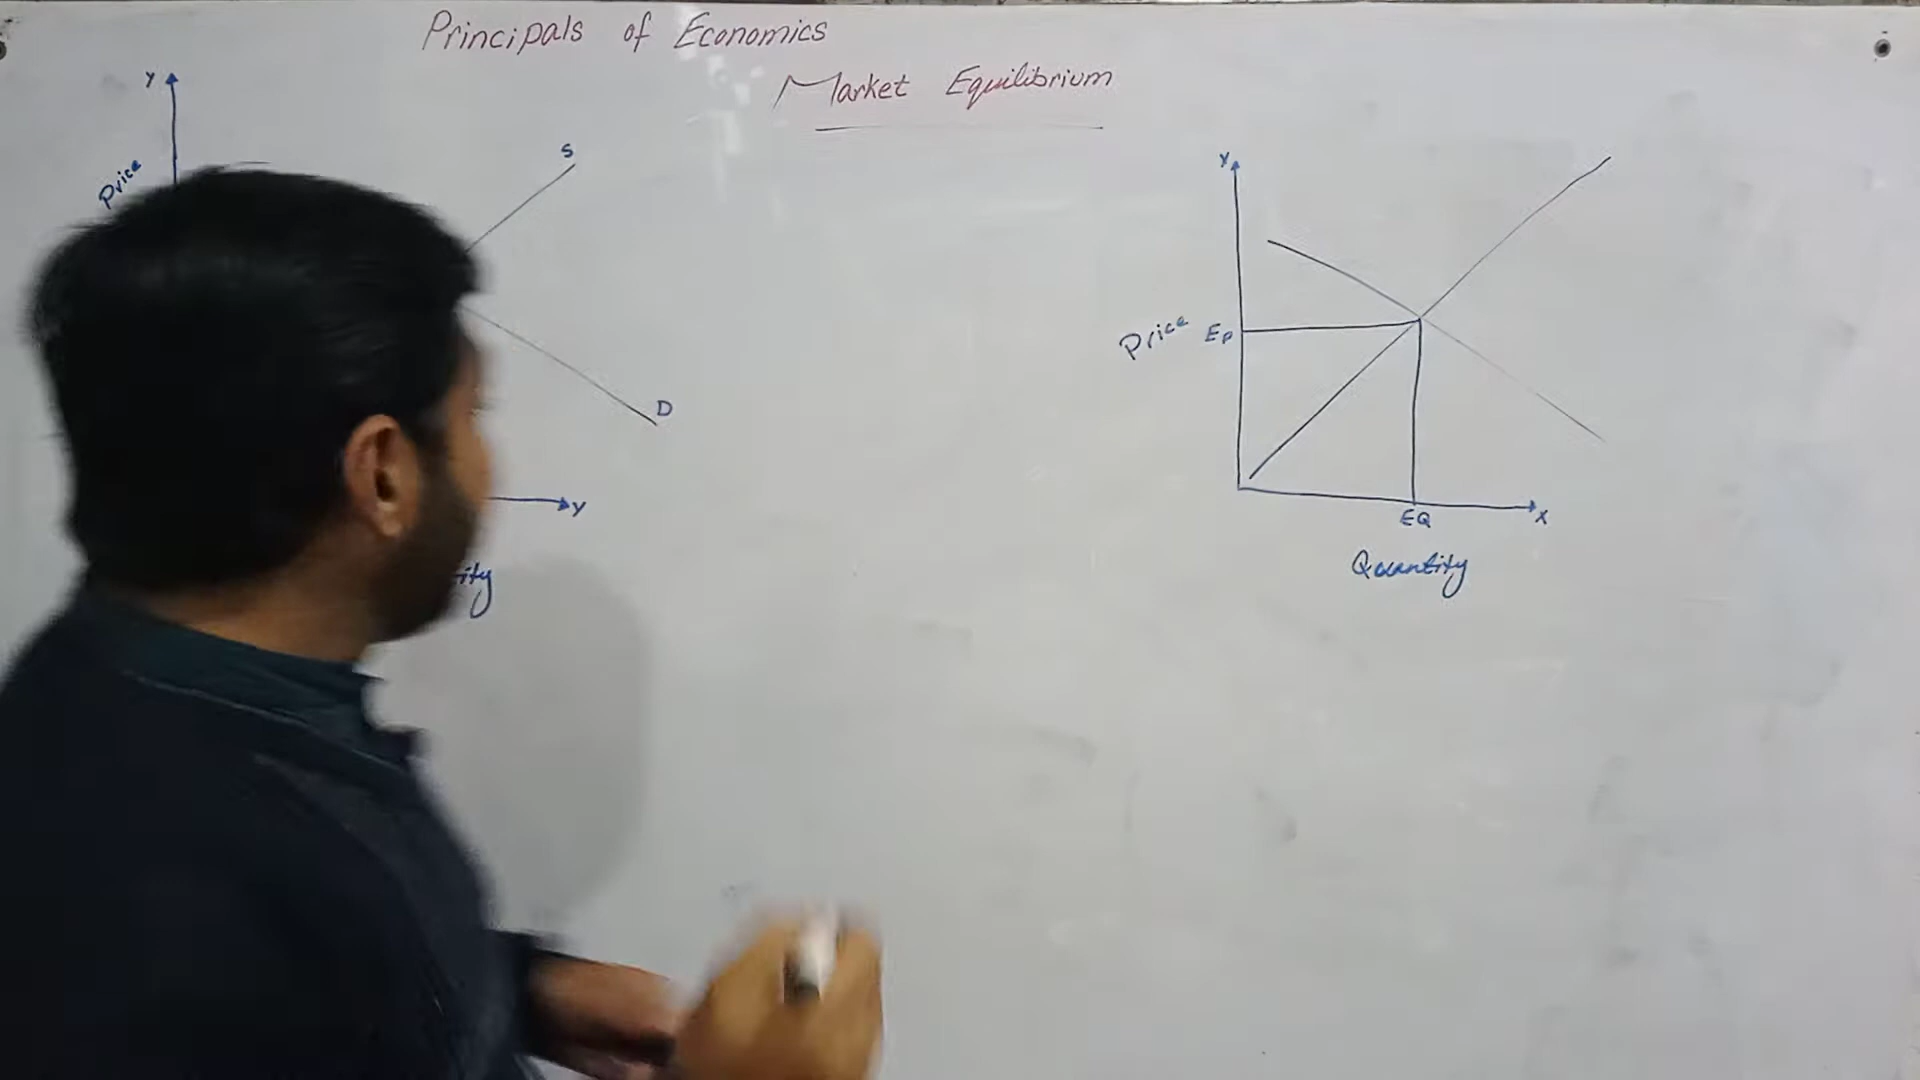 Principals of Economics
Market Equilibrium
Y
Price
S
D
Y
Y
Price
EP
EQ
X
Quantity